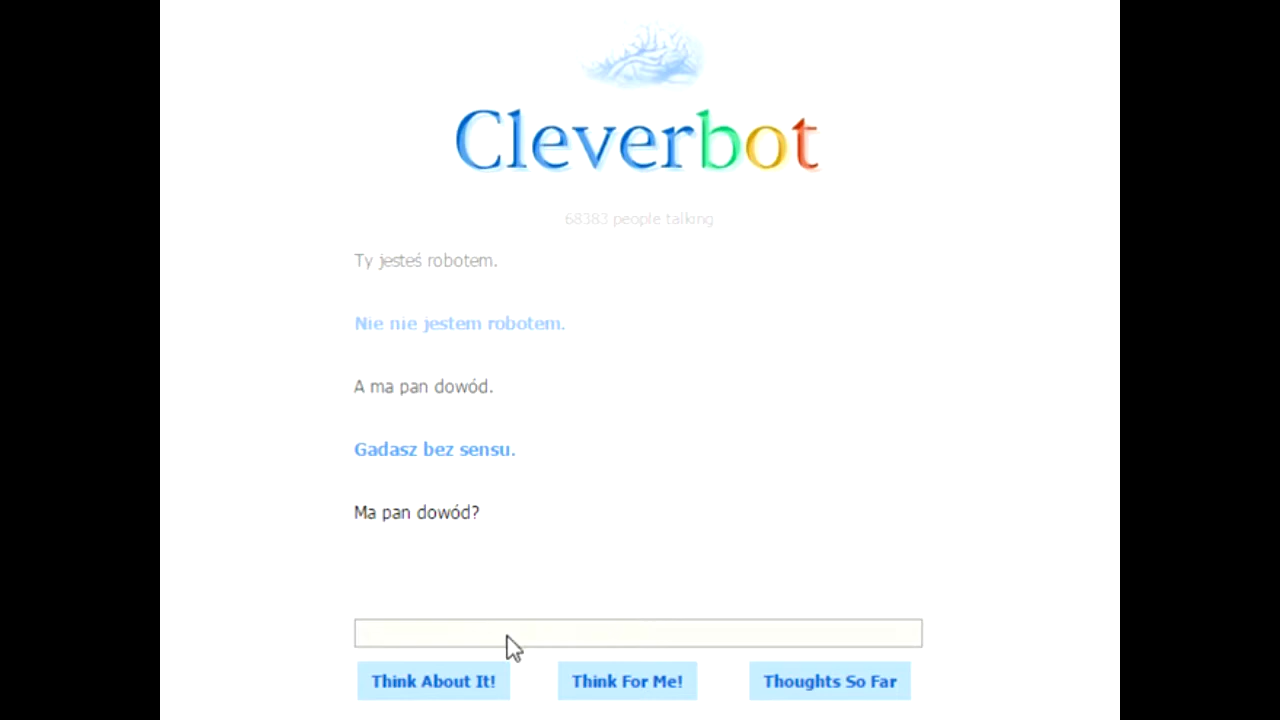 Cleverbot
68383 people talking
Ty jesteś robotem.
Nie nie jestem robotem.
A ma pan dowód.
Gadasz bez sensu.
Ma pan dowód?
Think About It! Think For Me! Thoughts So Far